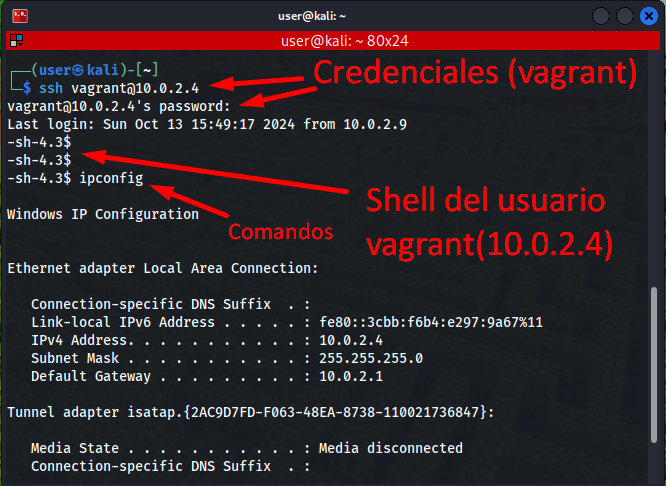 user@kali: ~
user@kali: ~ 80x24
┌──(user㉿kali)-[~]
└─$ ssh vagrant@10.0.2.4
Credenciales (vagrant)
vagrant@10.0.2.4's password:
Last login: Sun Oct 13 15:49:17 2024 from 10.0.2.9
-sh-4.3$
-sh-4.3$
-sh-4.3$ ipconfig
Shell del usuario
vagrant(10.0.2.4)
Comandos
Windows IP Configuration
Ethernet adapter Local Area Connection:
Connection-specific DNS Suffix  . :
Link-local IPv6 Address . . . . . : fe80::3cbb:f6b4:e297:9a67%11
IPv4 Address. . . . . . . . . . . : 10.0.2.4
Subnet Mask . . . . . . . . . . . : 255.255.255.0
Default Gateway . . . . . . . . . : 10.0.2.1
Tunnel adapter isatap.{2AC9D7FD-F063-48EA-8738-110021736847}:
Media State . . . . . . . . . . . : Media disconnected
Connection-specific DNS Suffix  . :